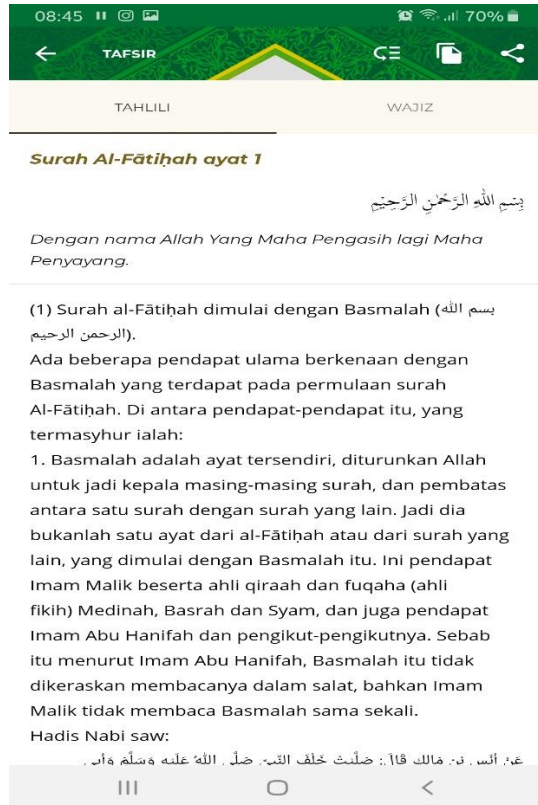 08:45
70%
TAFSIR
TAHLILI WAJIZ
Surah Al-Fātiḥah ayat 1
بِسْمِ اللّٰهِ الرَّحْمٰنِ الرَّحِيْمِ
Dengan nama Allah Yang Maha Pengasih lagi Maha
Penyayang.
(1) Surah al-Fātiḥah dimulai dengan Basmalah (بسم الله
الرحمن الرحيم).
Ada beberapa pendapat ulama berkenaan dengan
Basmalah yang terdapat pada permulaan surah
Al-Fātiḥah. Di antara pendapat-pendapat itu, yang
termasyhur ialah:
1. Basmalah adalah ayat tersendiri, diturunkan Allah
untuk jadi kepala masing-masing surah, dan pembatas
antara satu surah dengan surah yang lain. Jadi dia
bukanlah satu ayat dari al-Fātiḥah atau dari surah yang
lain, yang dimulai dengan Basmalah itu. Ini pendapat
Imam Malik beserta ahli qiraah dan fuqaha (ahli
fikih) Medinah, Basrah dan Syam, dan juga pendapat
Imam Abu Hanifah dan pengikut-pengikutnya. Sebab
itu menurut Imam Abu Hanifah, Basmalah itu tidak
dikeraskan membacanya dalam salat, bahkan Imam
Malik tidak membaca Basmalah sama sekali.
Hadis Nabi saw:
عَنْ أَنَسِ بْنِ مَالِكٍ قَالَ: صَلَّيْتُ خَلْفَ النَّبِيِّ صَلَّى اللهُ عَلَيْهِ وَسَلَّمَ وَأَبِي